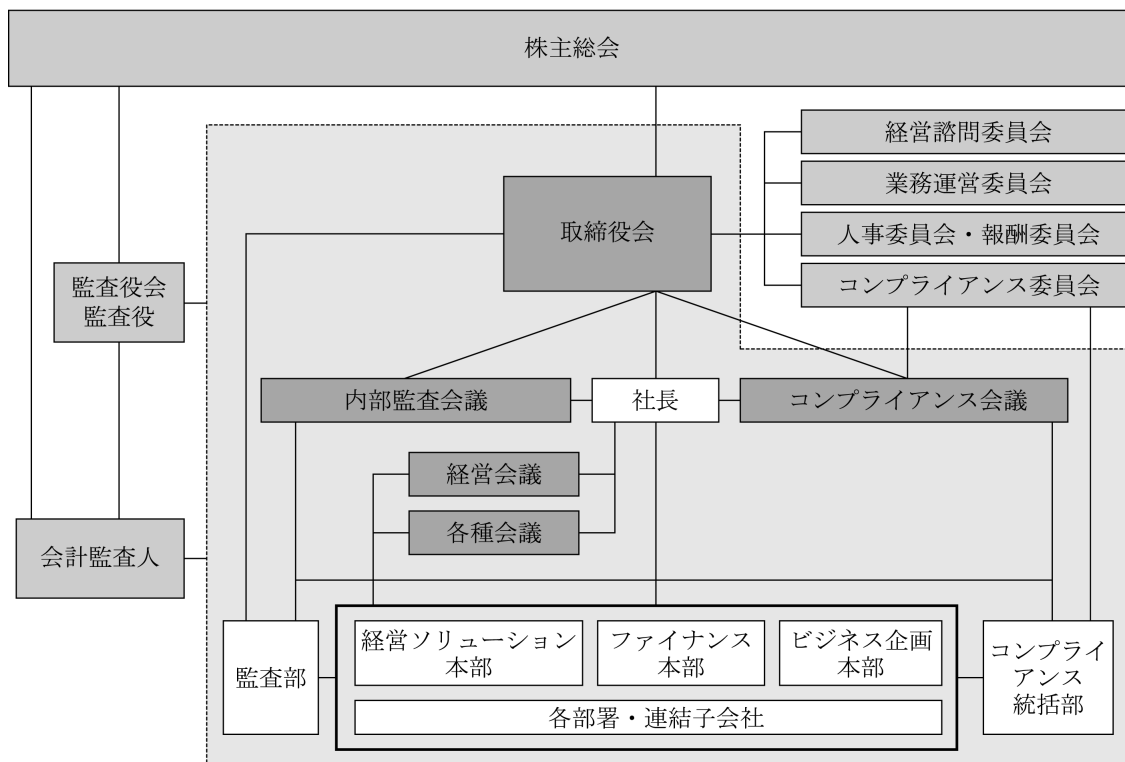 株主総会
経営諮問委員会
業務運営委員会
取締役会
人事委員会・報酬委員会
コンプライアンス委員会
監査役会
監査役
内部監査会議
社長
コンプライアンス会議
経営会議
各種会議
会計監査人
監査部
経営ソリューション
本部
ファイナンス
本部
ビジネス企画
本部
各部署・連結子会社
コンプライ
アンス
統括部